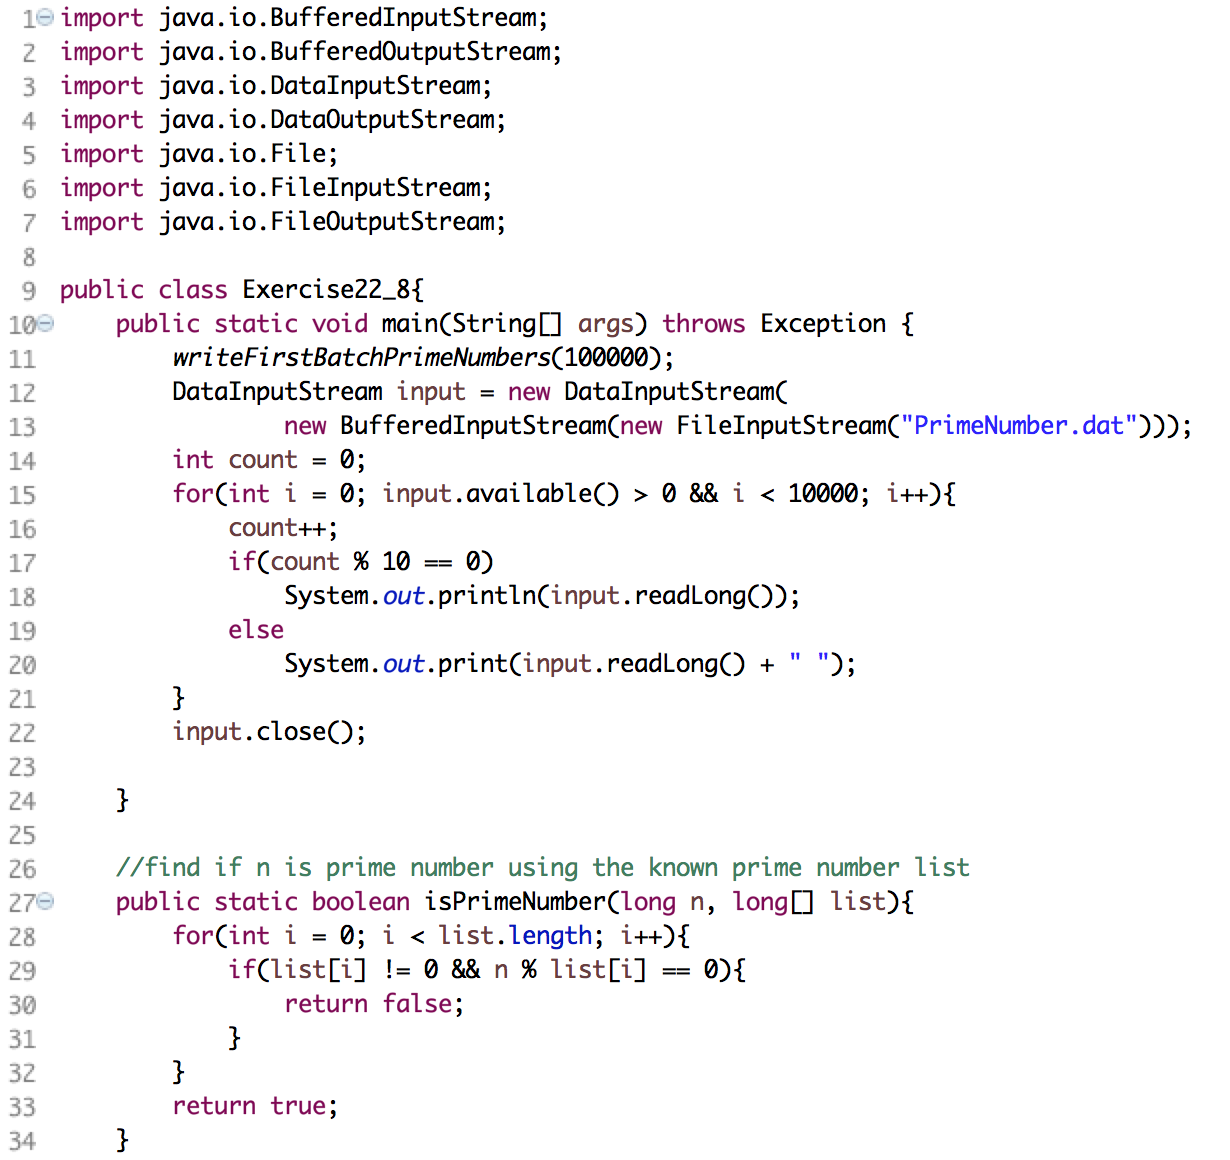 1 import java.io.BufferedInputStream;
2 import java.io.BufferedOutputStream;
3 import java.io.DataInputStream;
4 import java.io.DataOutputStream;
5 import java.io.File;
6 import java.io.FileInputStream;
7 import java.io.FileOutputStream;
8
9 public class Exercise22_8{
10     public static void main(String[] args) throws Exception {
11         writeFirstBatchPrimeNumbers(100000);
12         DataInputStream input = new DataInputStream(
13                 new BufferedInputStream(new FileInputStream("PrimeNumber.dat")));
14         int count = 0;
15         for(int i = 0; input.available() > 0 && i < 10000; i++){
16             count++;
17             if(count % 10 == 0)
18                 System.out.println(input.readLong());
19             else
20                 System.out.print(input.readLong() + " ");
21         }
22         input.close();
23
24     }
25
26     //find if n is prime number using the known prime number list
27     public static boolean isPrimeNumber(long n, long[] list){
28         for(int i = 0; i < list.length; i++){
29             if(list[i] != 0 && n % list[i] == 0){
30                 return false;
31             }
32         }
33         return true;
34     }